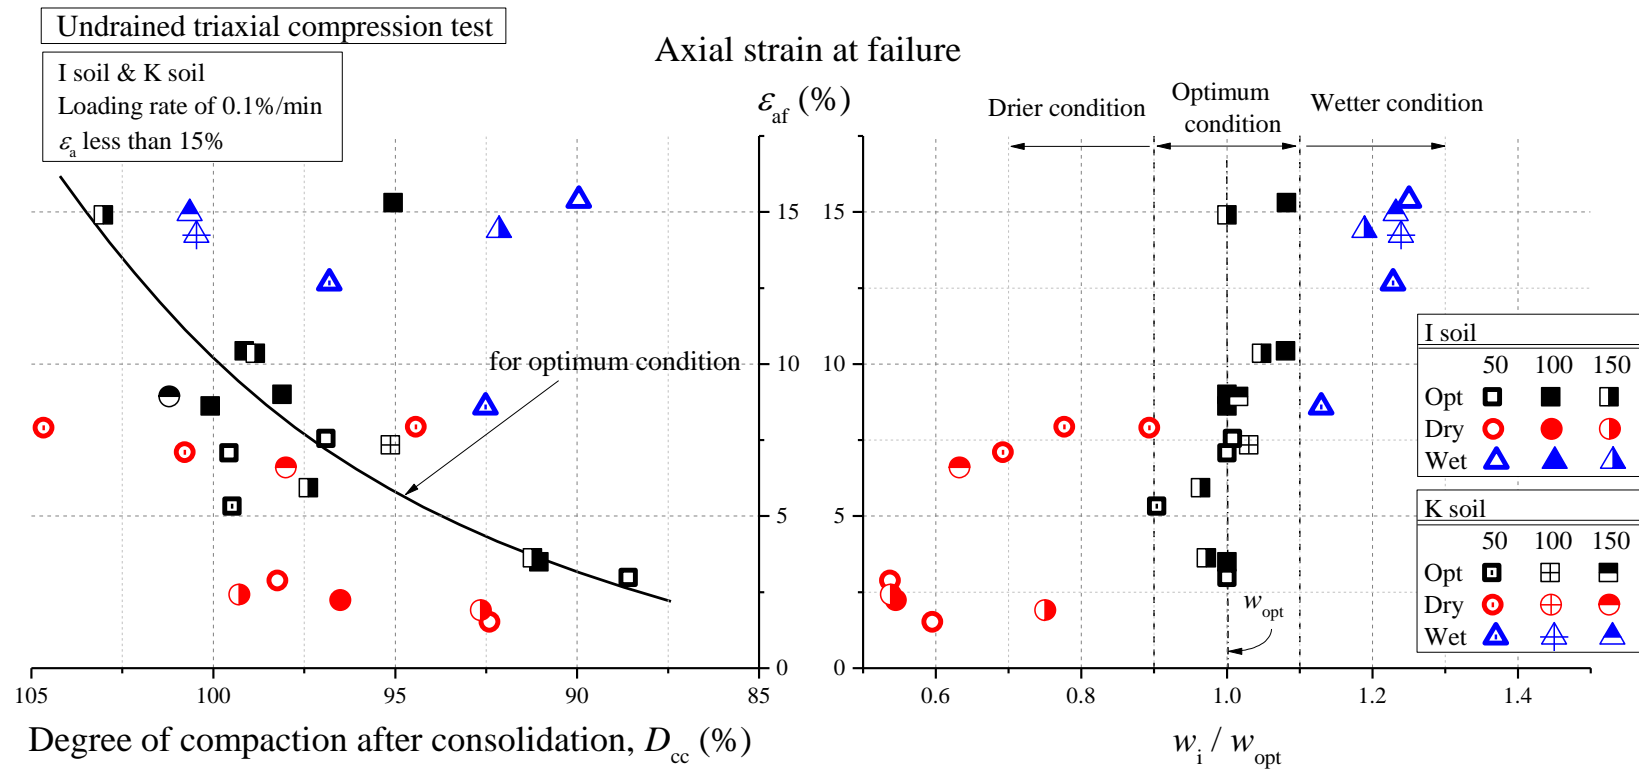 Undrained triaxial compression test
I soil & K soil
Loading rate of 0.1%/min
εa less than 15%
Axial strain at failure
εaf (%)
Drier condition
Optimum
condition
Wetter condition
15
10
5
0
for optimum condition
105 100 95 90 85
Degree of compaction after consolidation, Dcc (%)
15
10
5
0
wopt
0.6 0.8 1.0 1.2 1.4
wi / wopt
I soil
50 100 150
Opt
Dry
Wet
K soil
50 100 150
Opt
Dry
Wet